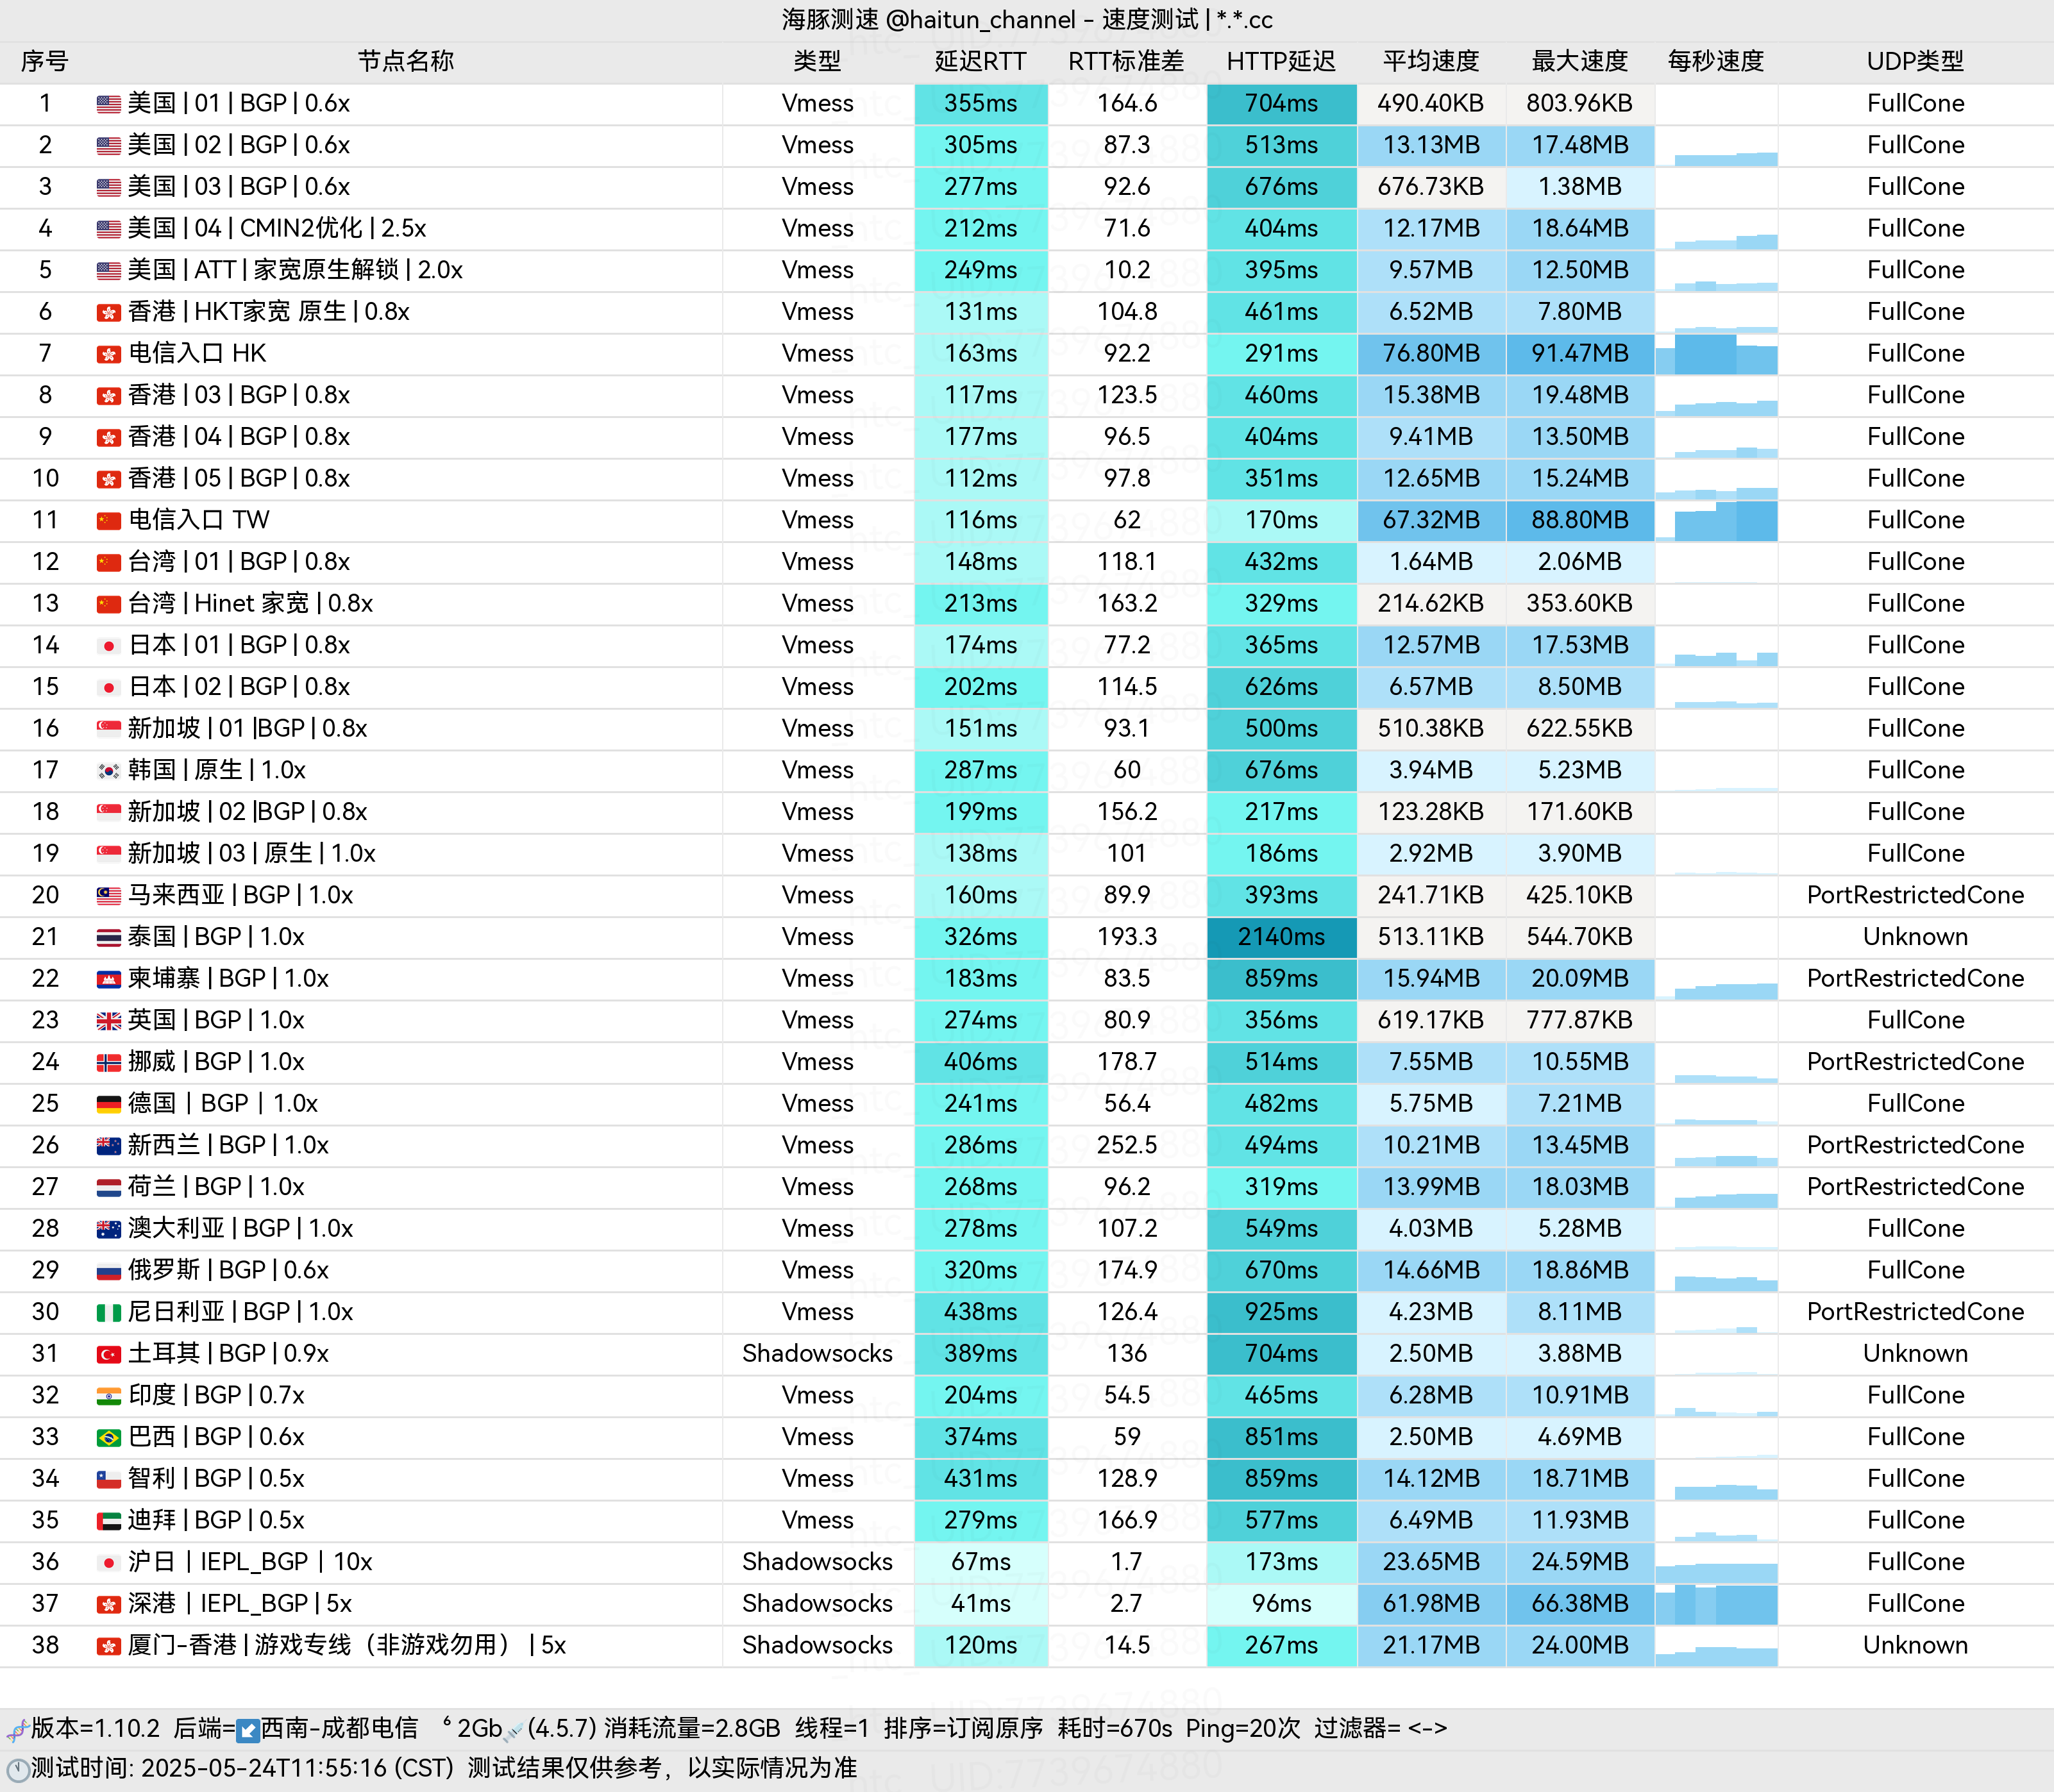 海豚测速 @haitun_channel - 速度测试 | *.*.cc
序号 节点名称 类型 延迟RTT RTT标准差 HTTP延迟 平均速度 最大速度 每秒速度 UDP类型
1 美国 | 01 | BGP | 0.6x Vmess 355ms 164.6 704ms 490.40KB 803.96KB FullCone
2 美国 | 02 | BGP | 0.6x Vmess 305ms 87.3 513ms 13.13MB 17.48MB FullCone
3 美国 | 03 | BGP | 0.6x Vmess 277ms 92.6 676ms 676.73KB 1.38MB FullCone
4 美国 | 04 | CMIN2优化 | 2.5x Vmess 212ms 71.6 404ms 12.17MB 18.64MB FullCone
5 美国 | ATT | 家宽原生解锁 | 2.0x Vmess 249ms 10.2 395ms 9.57MB 12.50MB FullCone
6 香港 | HKT家宽 原生 | 0.8x Vmess 131ms 104.8 461ms 6.52MB 7.80MB FullCone
7 电信入口 HK Vmess 163ms 92.2 291ms 76.80MB 91.47MB FullCone
8 香港 | 03 | BGP | 0.8x Vmess 117ms 123.5 460ms 15.38MB 19.48MB FullCone
9 香港 | 04 | BGP | 0.8x Vmess 177ms 96.5 404ms 9.41MB 13.50MB FullCone
10 香港 | 05 | BGP | 0.8x Vmess 112ms 97.8 351ms 12.65MB 15.24MB FullCone
11 电信入口 TW Vmess 116ms 62 170ms 67.32MB 88.80MB FullCone
12 台湾 | 01 | BGP | 0.8x Vmess 148ms 118.1 432ms 1.64MB 2.06MB FullCone
13 台湾 | Hinet 家宽 | 0.8x Vmess 213ms 163.2 329ms 214.62KB 353.60KB FullCone
14 日本 | 01 | BGP | 0.8x Vmess 174ms 77.2 365ms 12.57MB 17.53MB FullCone
15 日本 | 02 | BGP | 0.8x Vmess 202ms 114.5 626ms 6.57MB 8.50MB FullCone
16 新加坡 | 01 |BGP | 0.8x Vmess 151ms 93.1 500ms 510.38KB 622.55KB FullCone
17 韩国 | 原生 | 1.0x Vmess 287ms 60 676ms 3.94MB 5.23MB FullCone
18 新加坡 | 02 |BGP | 0.8x Vmess 199ms 156.2 217ms 123.28KB 171.60KB FullCone
19 新加坡 | 03 | 原生 | 1.0x Vmess 138ms 101 186ms 2.92MB 3.90MB FullCone
20 马来西亚 | BGP | 1.0x Vmess 160ms 89.9 393ms 241.71KB 425.10KB PortRestrictedCone
21 泰国 | BGP | 1.0x Vmess 326ms 193.3 2140ms 513.11KB 544.70KB Unknown
22 柬埔寨 | BGP | 1.0x Vmess 183ms 83.5 859ms 15.94MB 20.09MB PortRestrictedCone
23 英国 | BGP | 1.0x Vmess 274ms 80.9 356ms 619.17KB 777.87KB FullCone
24 挪威 | BGP | 1.0x Vmess 406ms 178.7 514ms 7.55MB 10.55MB PortRestrictedCone
25 德国｜BGP｜1.0x Vmess 241ms 56.4 482ms 5.75MB 7.21MB FullCone
26 新西兰 | BGP | 1.0x Vmess 286ms 252.5 494ms 10.21MB 13.45MB PortRestrictedCone
27 荷兰 | BGP | 1.0x Vmess 268ms 96.2 319ms 13.99MB 18.03MB PortRestrictedCone
28 澳大利亚 | BGP | 1.0x Vmess 278ms 107.2 549ms 4.03MB 5.28MB FullCone
29 俄罗斯 | BGP | 0.6x Vmess 320ms 174.9 670ms 14.66MB 18.86MB FullCone
30 尼日利亚 | BGP | 1.0x Vmess 438ms 126.4 925ms 4.23MB 8.11MB PortRestrictedCone
31 土耳其 | BGP | 0.9x Shadowsocks 389ms 136 704ms 2.50MB 3.88MB Unknown
32 印度 | BGP | 0.7x Vmess 204ms 54.5 465ms 6.28MB 10.91MB FullCone
33 巴西 | BGP | 0.6x Vmess 374ms 59 851ms 2.50MB 4.69MB FullCone
34 智利 | BGP | 0.5x Vmess 431ms 128.9 859ms 14.12MB 18.71MB FullCone
35 迪拜 | BGP | 0.5x Vmess 279ms 166.9 577ms 6.49MB 11.93MB FullCone
36 沪日｜IEPL_BGP｜10x Shadowsocks 67ms 1.7 173ms 23.65MB 24.59MB FullCone
37 深港｜IEPL_BGP | 5x Shadowsocks 41ms 2.7 96ms 61.98MB 66.38MB FullCone
38 厦门-香港 | 游戏专线（非游戏勿用） | 5x Shadowsocks 120ms 14.5 267ms 21.17MB 24.00MB Unknown
版本=1.10.2 后端=↙西南-成都电信 ⁶ 2Gb (4.5.7) 消耗流量=2.8GB 线程=1 排序=订阅原序 耗时=670s Ping=20次 过滤器= <->
测试时间: 2025-05-24T11:55:16 (CST) 测试结果仅供参考，以实际情况为准